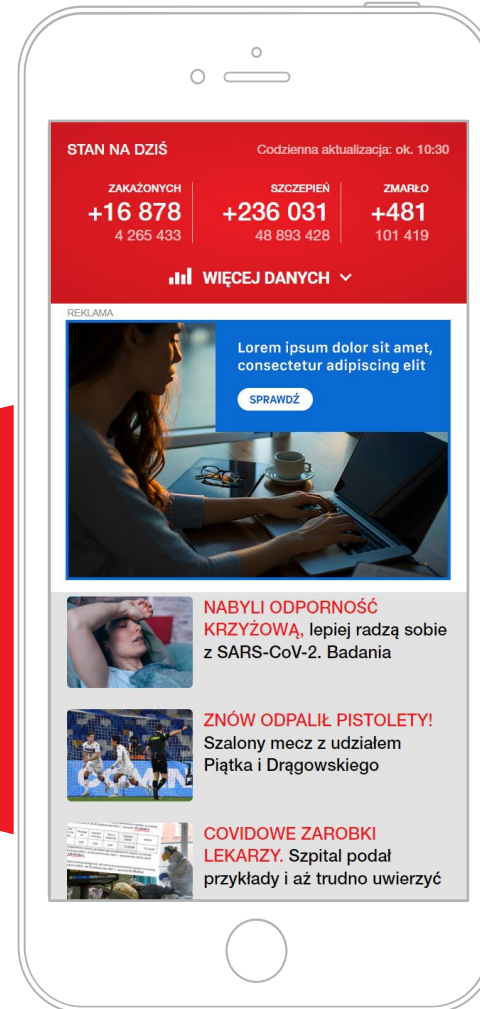 STAN NA DZIŚ
Codzienna aktualizacja: ok. 10:30
ZAKAŻONYCH
+16 878
4 265 433
SZCZEPIEŃ
+236 031
48 893 428
ZMARŁO
+481
101 419
WIĘCEJ DANYCH
REKLAMA
Lorem ipsum dolor sit amet,
consectetur adipiscing elit
SPRAWDŹ
NABYLI ODPORNOŚĆ
KRZYŻOWĄ, lepiej radzą sobie
z SARS-CoV-2. Badania
ZNÓW ODPALIŁ PISTOLETY!
Szalony mecz z udziałem
Piątka i Drągowskiego
COVIDOWE ZAROBKI
LEKARZY. Szpital podał
przykłady i aż trudno uwierzyć